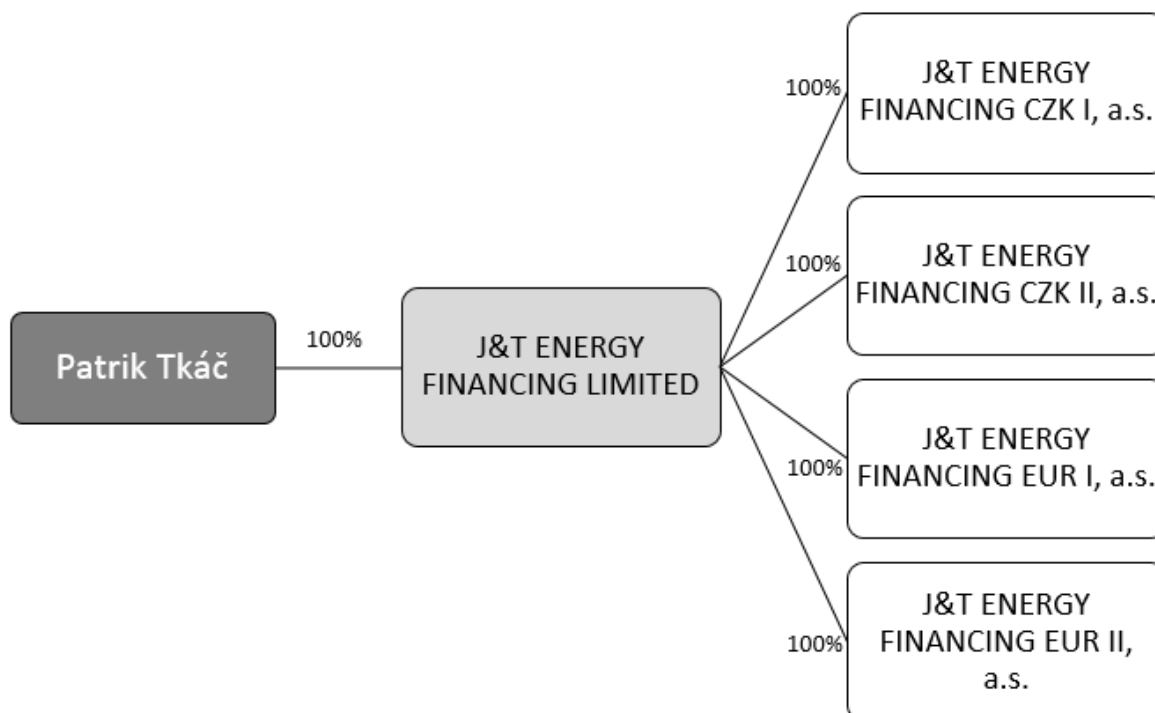 Patrik Tkáč
100%
J&T ENERGY
FINANCING LIMITED
100%
J&T ENERGY
FINANCING CZK I, a.s.
100%
J&T ENERGY
FINANCING CZK II, a.s.
100%
J&T ENERGY
FINANCING EUR I, a.s.
100%
J&T ENERGY
FINANCING EUR II,
a.s.